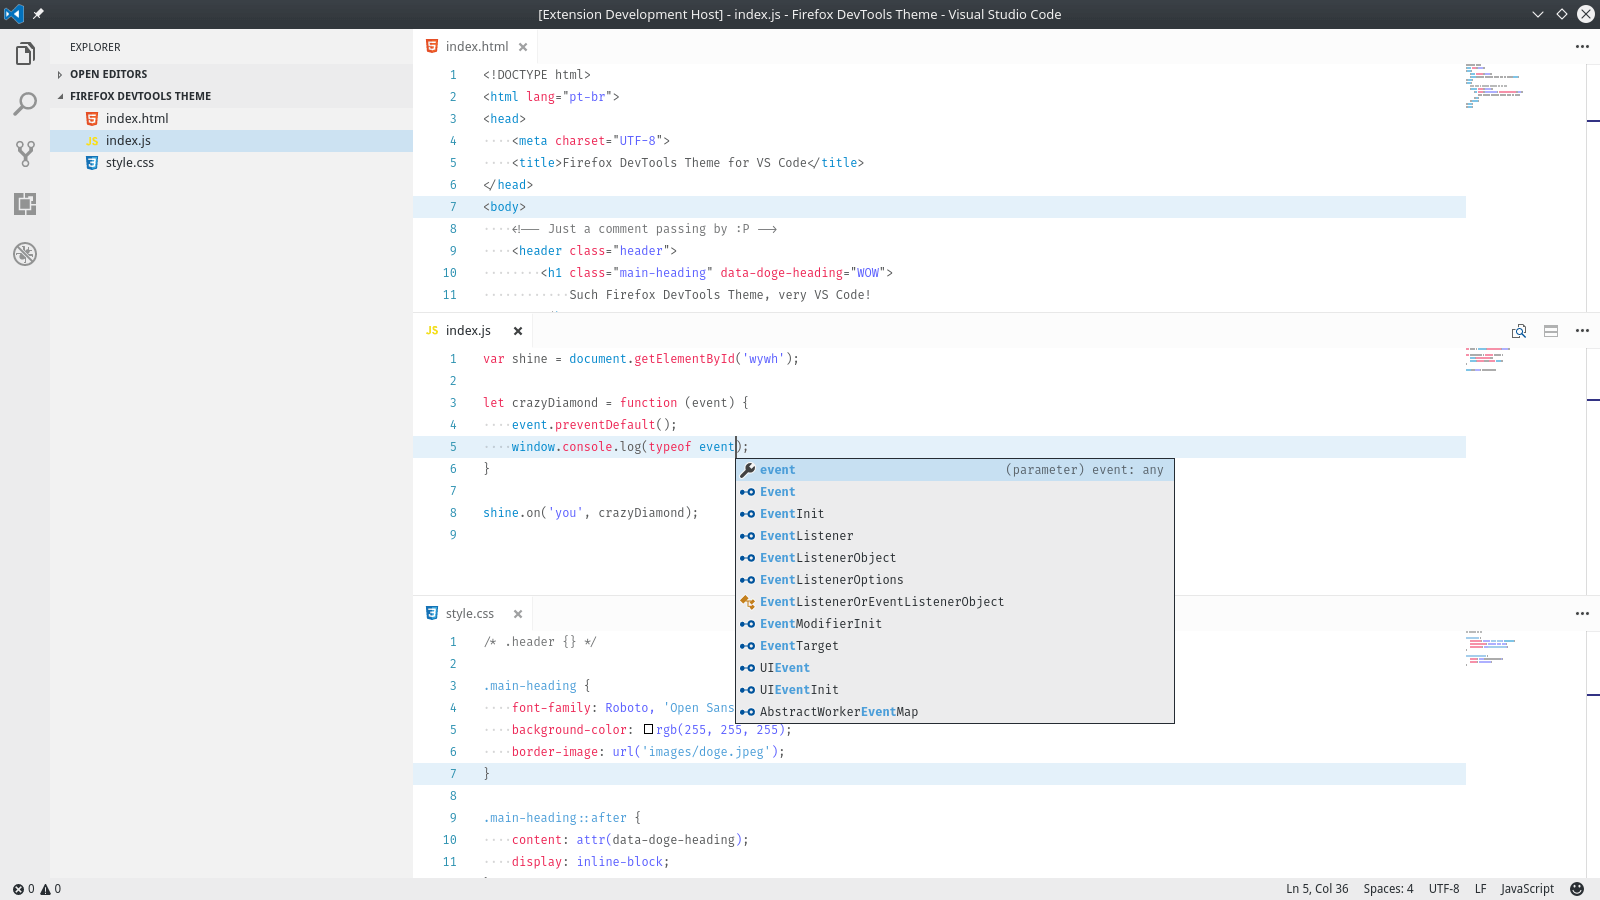 [Extension Development Host] - index.js - Firefox DevTools Theme - Visual Studio Code
EXPLORER
OPEN EDITORS
FIREFOX DEVTOOLS THEME
index.html
JS index.js
style.css
index.html
1 <!DOCTYPE html>
2 <html lang="pt-br">
3 <head>
4 ····<meta charset="UTF-8">
5 ····<title>Firefox DevTools Theme for VS Code</title>
6 </head>
7 <body>
8 ····<!-- Just a comment passing by :P -->
9 ····<header class="header">
10 ········<h1 class="main-heading" data-doge-heading="WOW">
11 ············Such Firefox DevTools Theme, very VS Code!
JS index.js
1 var shine = document.getElementById('wywh');
2
3 let crazyDiamond = function (event) {
4 ····event.preventDefault();
5 ····window.console.log(typeof event);
6 }
7
8 shine.on('you', crazyDiamond);
9
event (parameter) event: any
Event
EventInit
EventListener
EventListenerObject
EventListenerOptions
EventListenerOrEventListenerObject
EventModifierInit
EventTarget
UIEvent
UIEventInit
AbstractWorkerEventMap
style.css
1 /* .header {} */
2
3 .main-heading {
4 ····font-family: Roboto, 'Open Sans
5 ····background-color: rgb(255, 255, 255);
6 ····border-image: url('images/doge.jpeg');
7 }
8
9 .main-heading::after {
10 ····content: attr(data-doge-heading);
11 ····display: inline-block;
0 0
Ln 5, Col 36 Spaces: 4 UTF-8 LF JavaScript